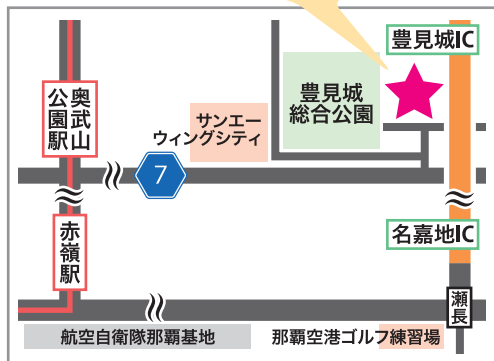 豊見城IC
豊見城
総合公園
奥武山
公園駅
サンエー
ウィングシティ
7
赤嶺駅
名嘉地IC
瀬長
航空自衛隊那覇基地
那覇空港ゴルフ練習場